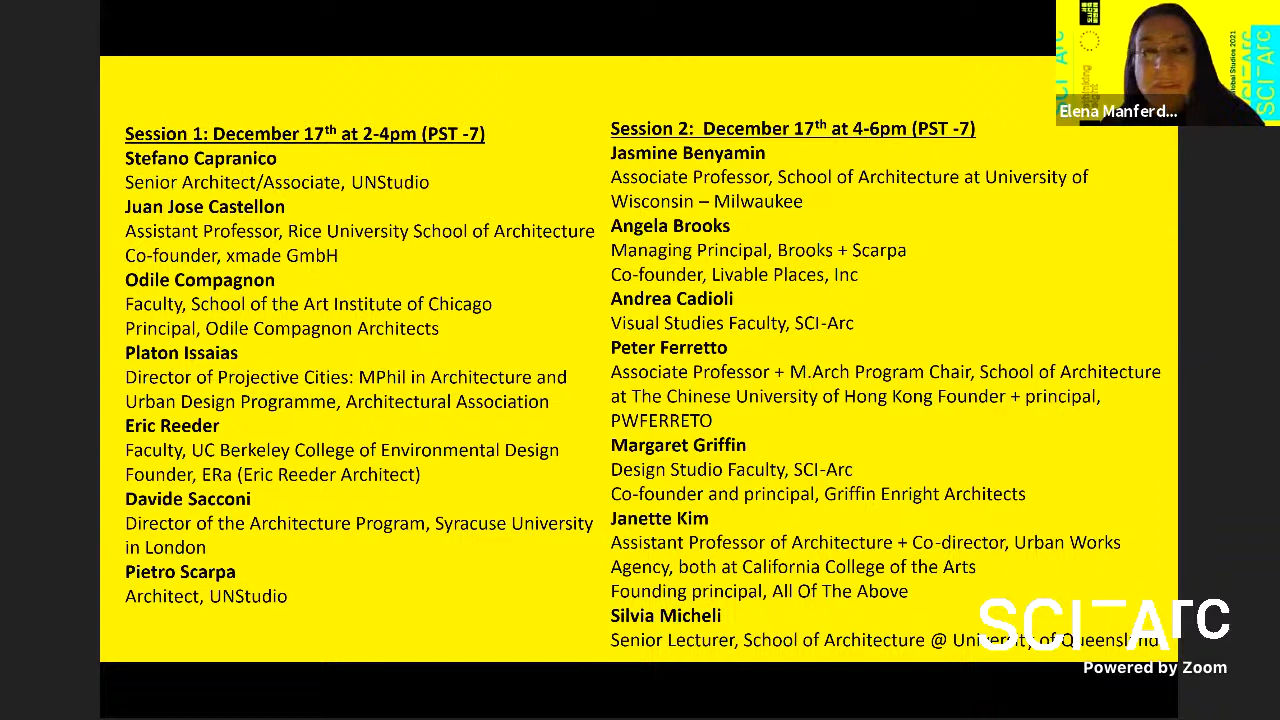 Session 1: December 17th at 2-4pm (PST -7)
Stefano Capranico
Senior Architect/Associate, UNStudio
Juan Jose Castellon
Assistant Professor, Rice University School of Architecture
Co-founder, xmade GmbH
Odile Compagnon
Faculty, School of the Art Institute of Chicago
Principal, Odile Compagnon Architects
Platon Issaias
Director of Projective Cities: MPhil in Architecture and
Urban Design Programme, Architectural Association
Eric Reeder
Faculty, UC Berkeley College of Environmental Design
Founder, ERa (Eric Reeder Architect)
Davide Sacconi
Director of the Architecture Program, Syracuse University
in London
Pietro Scarpa
Architect, UNStudio
Session 2:  December 17th at 4-6pm (PST -7)
Jasmine Benyamin
Associate Professor, School of Architecture at University of
Wisconsin – Milwaukee
Angela Brooks
Managing Principal, Brooks + Scarpa
Co-founder, Livable Places, Inc
Andrea Cadioli
Visual Studies Faculty, SCI-Arc
Peter Ferretto
Associate Professor + M.Arch Program Chair, School of Architecture
at The Chinese University of Hong Kong Founder + principal,
PWFERRETO
Margaret Griffin
Design Studio Faculty, SCI-Arc
Co-founder and principal, Griffin Enright Architects
Janette Kim
Assistant Professor of Architecture + Co-director, Urban Works
Agency, both at California College of the Arts
Founding principal, All Of The Above
Silvia Micheli
Senior Lecturer, School of Architecture @ University of Queensland
Elena Manferd...
SCI-Arc
SCI-Arc
Powered by Zoom